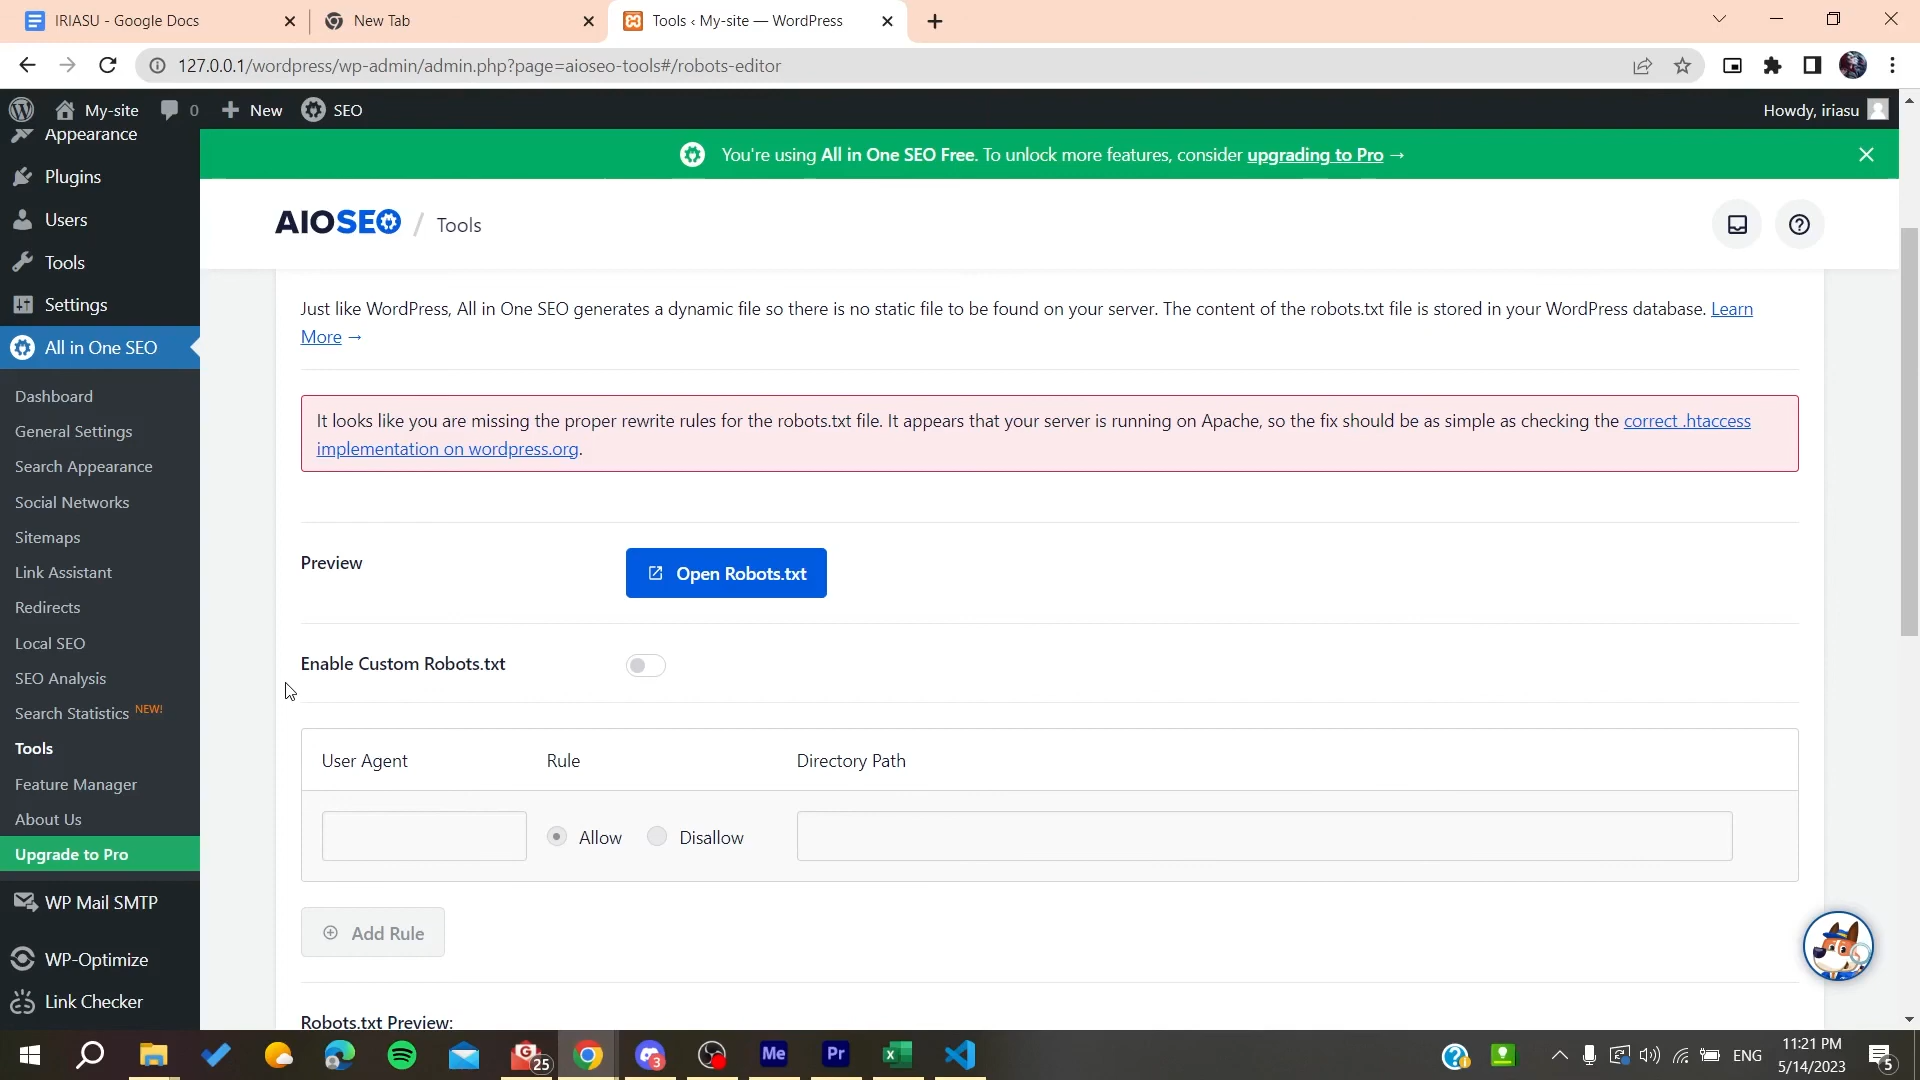 IRIASU - Google Docs
New Tab
Tools ‹ My-site — WordPress
127.0.0.1/wordpress/wp-admin/admin.php?page=aioseo-tools#/robots-editor
My-site
0
New
SEO
Howdy, iriasu
Appearance
Plugins
Users
Tools
Settings
All in One SEO
Dashboard
General Settings
Search Appearance
Social Networks
Sitemaps
Link Assistant
Redirects
Local SEO
SEO Analysis
Search Statistics NEW!
Tools
Feature Manager
About Us
Upgrade to Pro
WP Mail SMTP
WP-Optimize
Link Checker
You're using All in One SEO Free. To unlock more features, consider upgrading to Pro →
AIOSEO / Tools
Just like WordPress, All in One SEO generates a dynamic file so there is no static file to be found on your server. The content of the robots.txt file is stored in your WordPress database. Learn
More →
It looks like you are missing the proper rewrite rules for the robots.txt file. It appears that your server is running on Apache, so the fix should be as simple as checking the correct .htaccess
implementation on wordpress.org.
Preview
Open Robots.txt
Enable Custom Robots.txt
User Agent Rule Directory Path
Allow Disallow
Add Rule
Robots.txt Preview:
25
3
Me
Pr
ENG
11:21 PM
5/14/2023
5